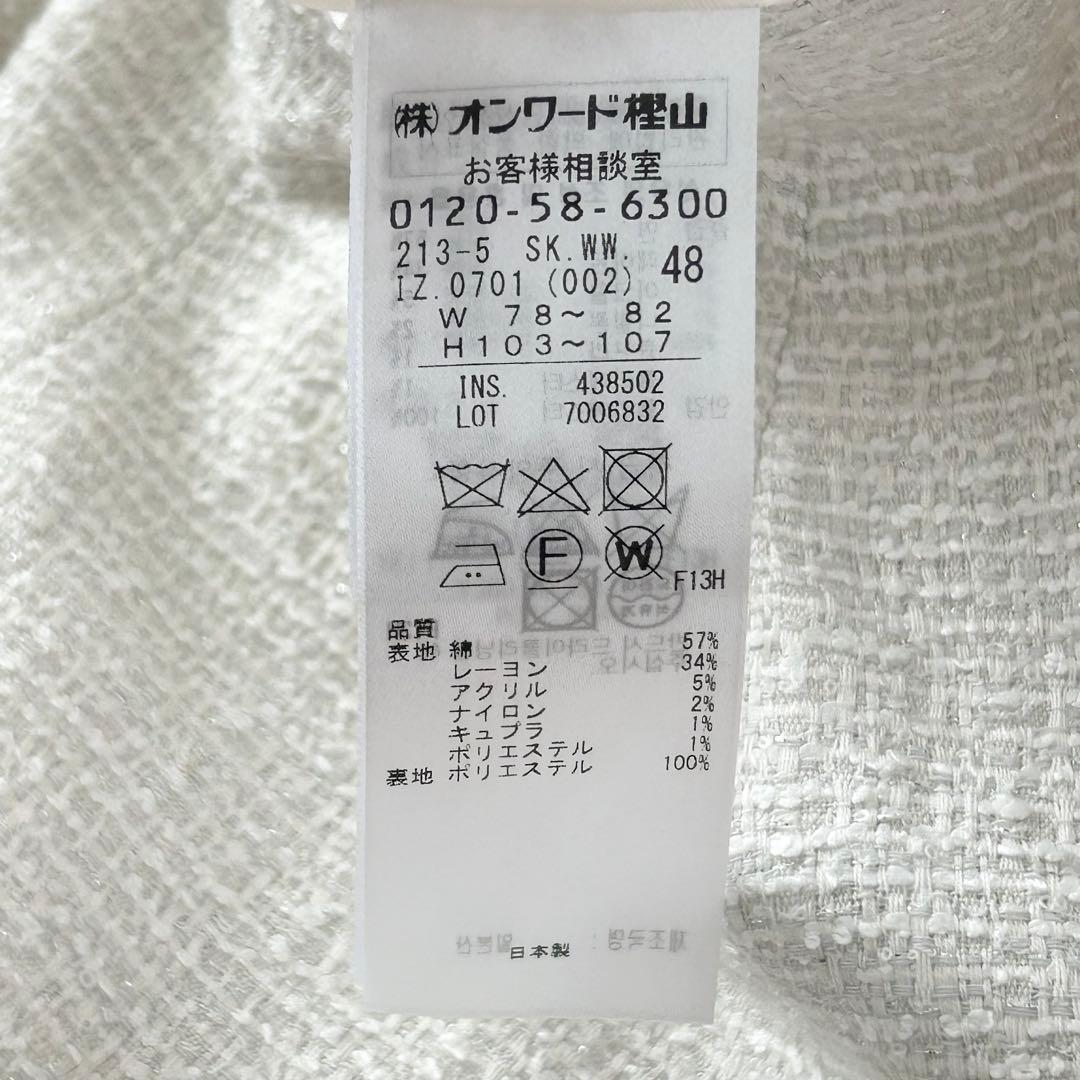 (株)オンワード樫山
お客様相談室
0120-58-6300
213-5 SK.WW. 48
IZ.0701 (002)
W 78～ 82
H103～107
INS. 438502
LOT 7006832
F
W
F13H
品質
表地 綿 57%
レーヨン 34%
アクリル 5%
ナイロン 2%
キュプラ 1%
ポリエステル 1%
裏地 ポリエステル 100%
日本製